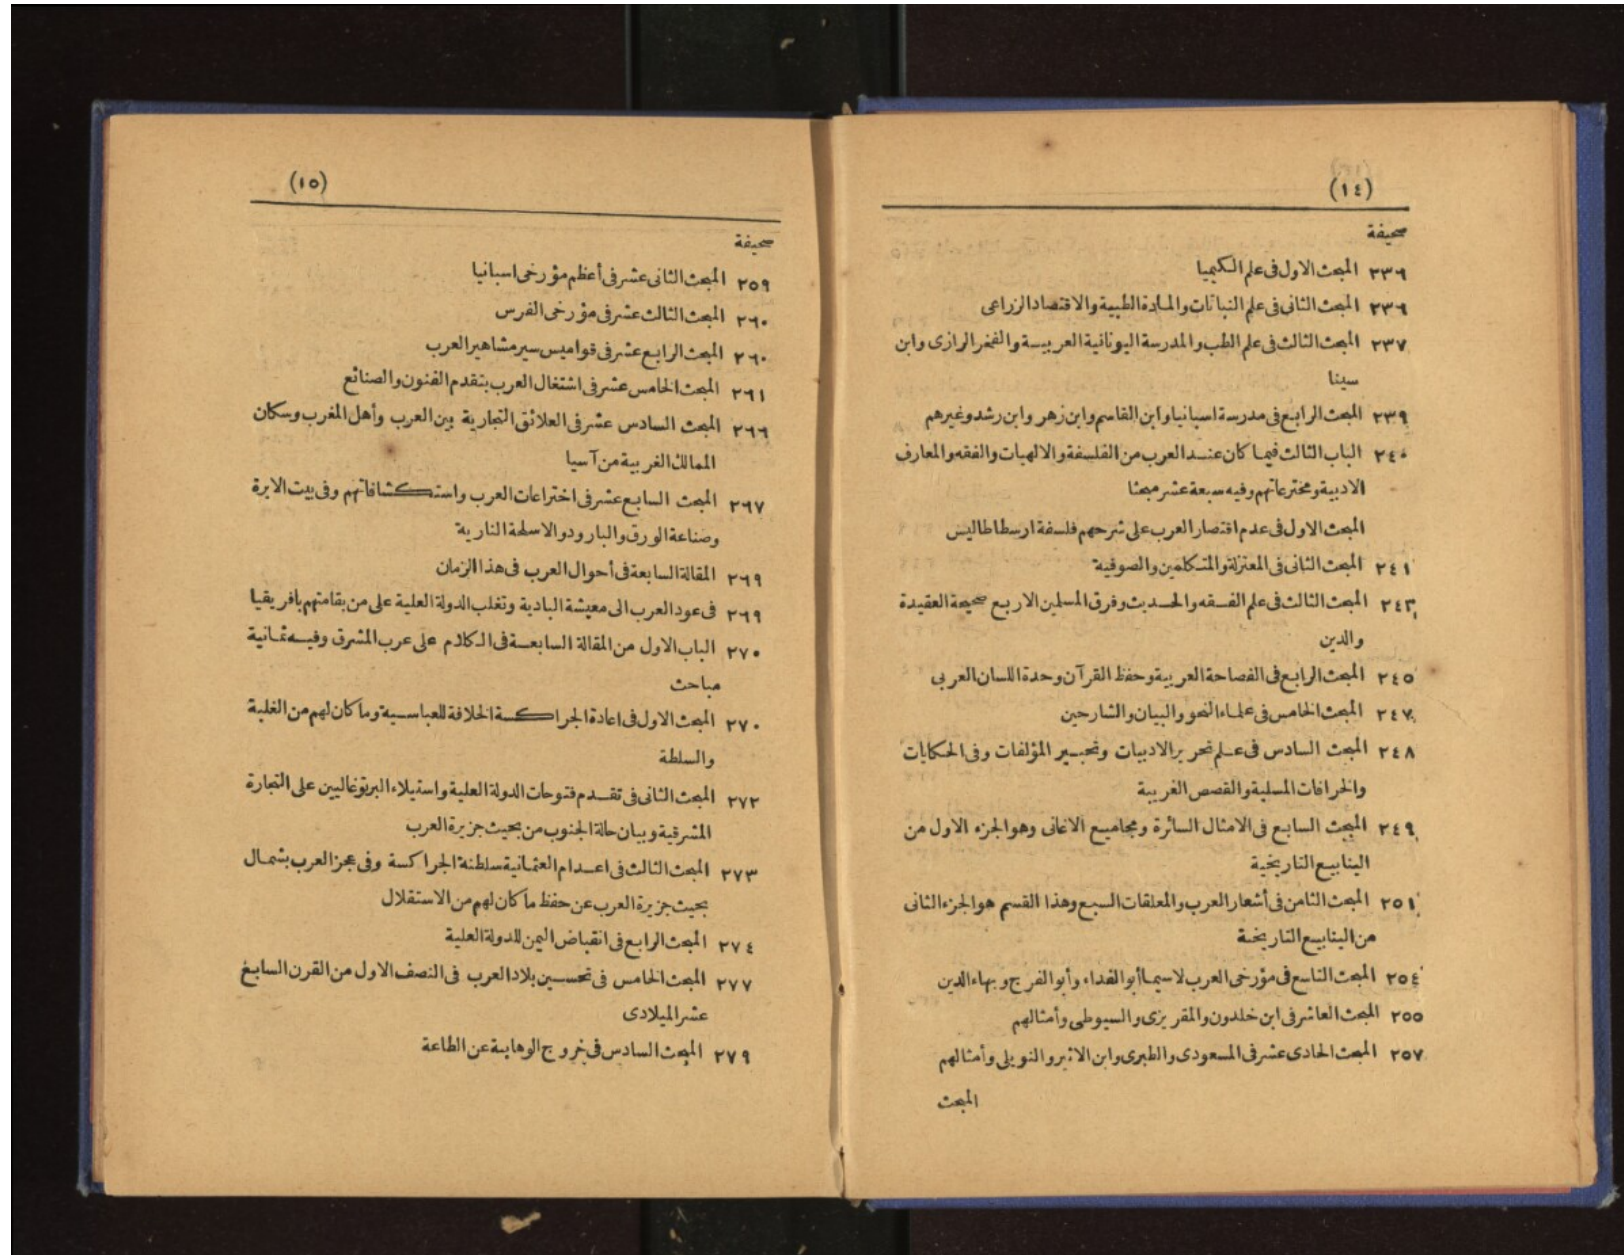 (١٤)
صحيفة
٢٣٦ المبحث الاول فى علم الكيميا
٢٣٦ المبحث الثانى فى علم النباتات والمادة الطبية والاقتصاد الزراعى
٢٣٧ المبحث الثالث فى علم الطب والمدرسة اليونانية العربيسة والفخر الرازى وابن
سينا
٢٣٩ المبحث الرابع فى مدرسة اسبانيا وابن القاسم وابن زهر وابن رشد وغيرهم
٢٤٠ الباب الثالث فيما كان عند العرب من الفلسفة والالهيات والفقه والمعارف
الادبية ومخترعاتهم وفيه سبعة عشر مبحثا
المبحث الاول فى عدم اقتصار العرب على شرحهم فلسفة ارسطاطاليس
٢٤١ المبحث الثانى فى المعتزلة والمتكلمين والصوفية
٢٤٣ المبحث الثالث فى علم الفقه والحديث وفرق المسلمين الاربع صحيحة العقيدة
والدين
٢٤٥ المبحث الرابع فى الفصاحة العربية وحفظ القرآن وحدة اللسان العربى
٢٤٧ المبحث الخامس فى علماء النحو والبيان والشارحين
٢٤٨ المبحث السادس فى علم تحرير الادبيات وتحبير المؤلفات وفى الحكايات
والخرافات المسلية والقصص الغريبة
٢٤٩ المبحث السابع فى الامثال السائرة ومجاميع الاغانى وهو الجزء الاول من
الينابيع التاريخية
٢٥١ المبحث الثامن فى أشعار العرب والمعلقات السبع وهذا القسم هو الجزء الثانى
من الينابيع التاريخية
٢٥٤ المبحث التاسع فى مؤرخى العرب لاسيما أبو الفداء وأبو الفرج وبهاء الدين
٢٥٥ المبحث العاشر فى ابن خلدون والمقريزى والسيوطى وأمثالهم
٢٥٧ المبحث الحادى عشر فى المسعودى والطبرى وابن الاثير والنويلى وأمثالهم
المبحث
(١٥)
صحيفة
٢٥٩ المبحث الثانى عشر فى أعظم مؤرخى اسبانيا
٢٦٠ المبحث الثالث عشر فى مؤرخى الفرس
٢٦٠ المبحث الرابع عشر فى قواميس سير مشاهير العرب
٢٦١ المبحث الخامس عشر فى اشتغال العرب بتقدم الفنون والصنائع
٢٦٦ المبحث السادس عشر فى العلائق التجارية بين العرب وأهل المغرب وسكان
الممالك الغربية من آسيا
٢٦٧ المبحث السابع عشر فى اختراعات العرب واستكشافاتهم وفى بيت الابرة
وصناعة الورق والبارود والاسلحة النارية
٢٦٩ المقالة السابعة فى أحوال العرب فى هذا الزمان
٢٦٩ فى عود العرب الى معيشة البادية وتغلب الدولة العلية على من بقامتهم بافريقيا
٢٧٠ الباب الاول من المقالة السابعة فى الكلام على عرب المشرق وفيه ثمانية
مباحث
٢٧٠ المبحث الاول فى اعادة الجراكسة الخلافة للعباسية وما كان لهم من الغلبة
والسلطة
٢٧٢ المبحث الثانى فى تقدم فتوحات الدولة العلية واستيلاء البرتوغاليين على التجارة
المشرقية وبيان حالة الجنوب من بحيث جزيرة العرب
٢٧٣ المبحث الثالث فى اعدام العثمانية سلطنة الجراكسة وفى عجز العرب بشمال
بحيث جزيرة العرب عن حفظ ما كان لهم من الاستقلال
٢٧٤ المبحث الرابع فى انقياض اليمن للدولة العلية
٢٧٧ المبحث الخامس فى تحسين بلاد العرب فى النصف الاول من القرن السابع
عشر الميلادى
٢٧٩ المبحث السادس فى خروج الوهابية عن الطاعة